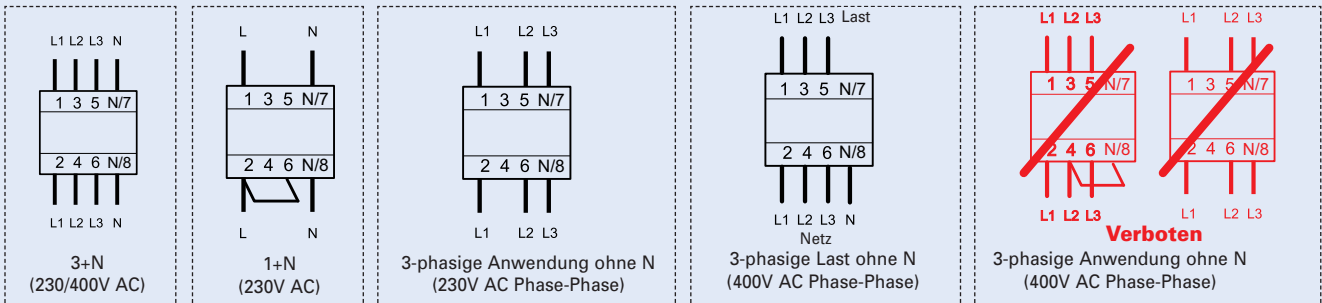 L1 L2 L3 N
1 3 5 N/7
2 4 6 N/8
L1 L2 L3 N
3+N
(230/400V AC)
L N
1 3 5 N/7
2 4 6 N/8
L N
1+N
(230V AC)
L1 L2 L3
1 3 5 N/7
2 4 6 N/8
L1 L2 L3
3-phasige Anwendung ohne N
(230V AC Phase-Phase)
L1 L2 L3 Last
1 3 5 N/7
2 4 6 N/8
L1 L2 L3 N
Netz
3-phasige Last ohne N
(400V AC Phase-Phase)
L1 L2 L3
1 3 5 N/7
2 4 6 N/8
L1 L2 L3
L1 L2 L3
1 3 5 N/7
2 4 6 N/8
L1 L2 L3
Verboten
3-phasige Anwendung ohne N
(400V AC Phase-Phase)